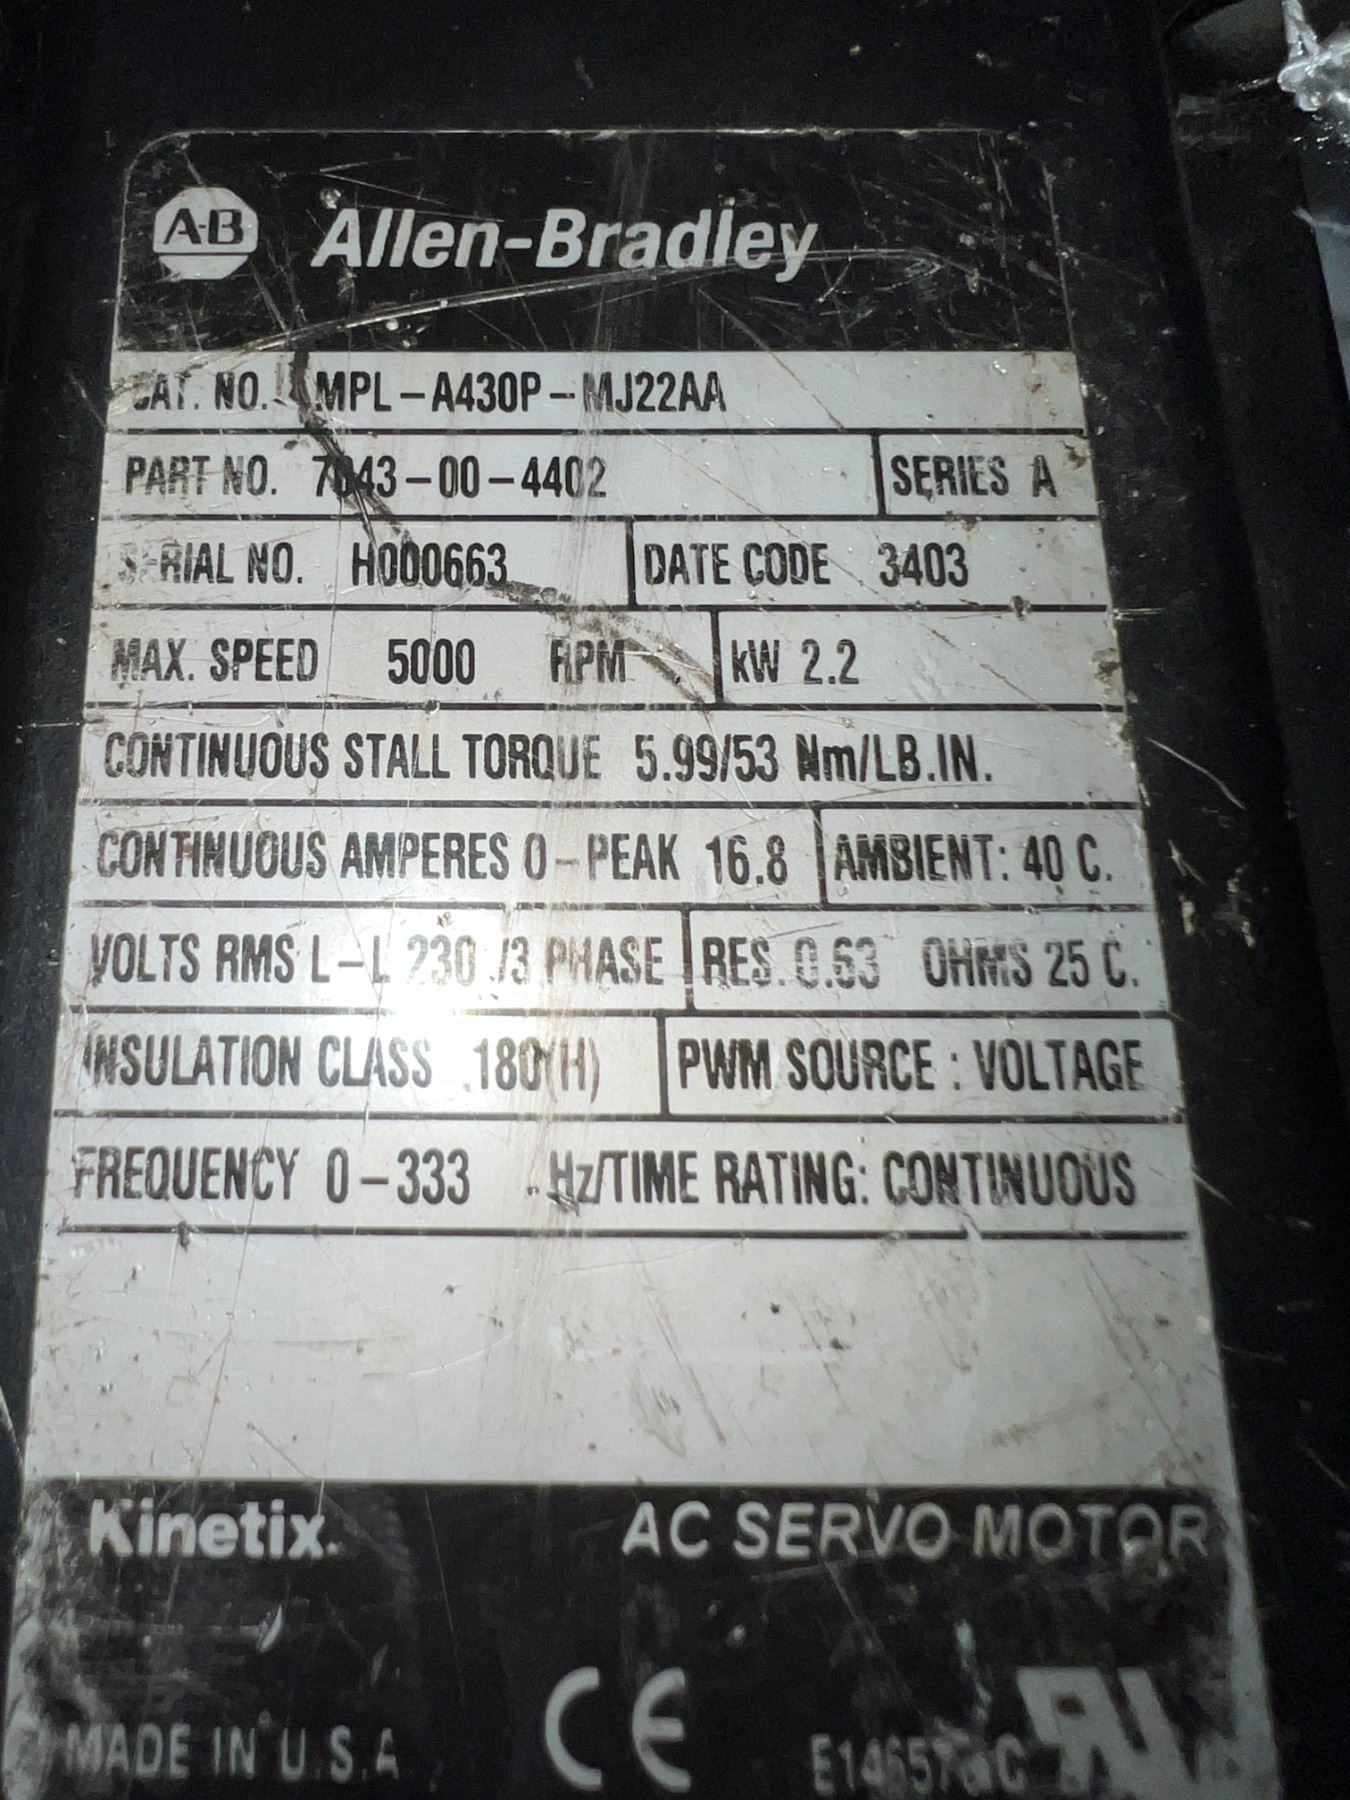 A-B Allen-Bradley
CAT. NO. MPL-A430P-MJ22AA
PART NO. 7043-00-4402 SERIES A
SERIAL NO. H000663 DATE CODE 3403
MAX. SPEED 5000 RPM kW 2.2
CONTINUOUS STALL TORQUE 5.99/53 Nm/LB.IN.
CONTINUOUS AMPERES 0-PEAK 16.8 AMBIENT: 40 C.
VOLTS RMS L-L 230 /3 PHASE RES. 0.63 OHMS 25 C.
INSULATION CLASS 180(H) PWM SOURCE : VOLTAGE
FREQUENCY 0-333 Hz/TIME RATING: CONTINUOUS
Kinetix. AC SERVO MOTOR
MADE IN U.S.A CE